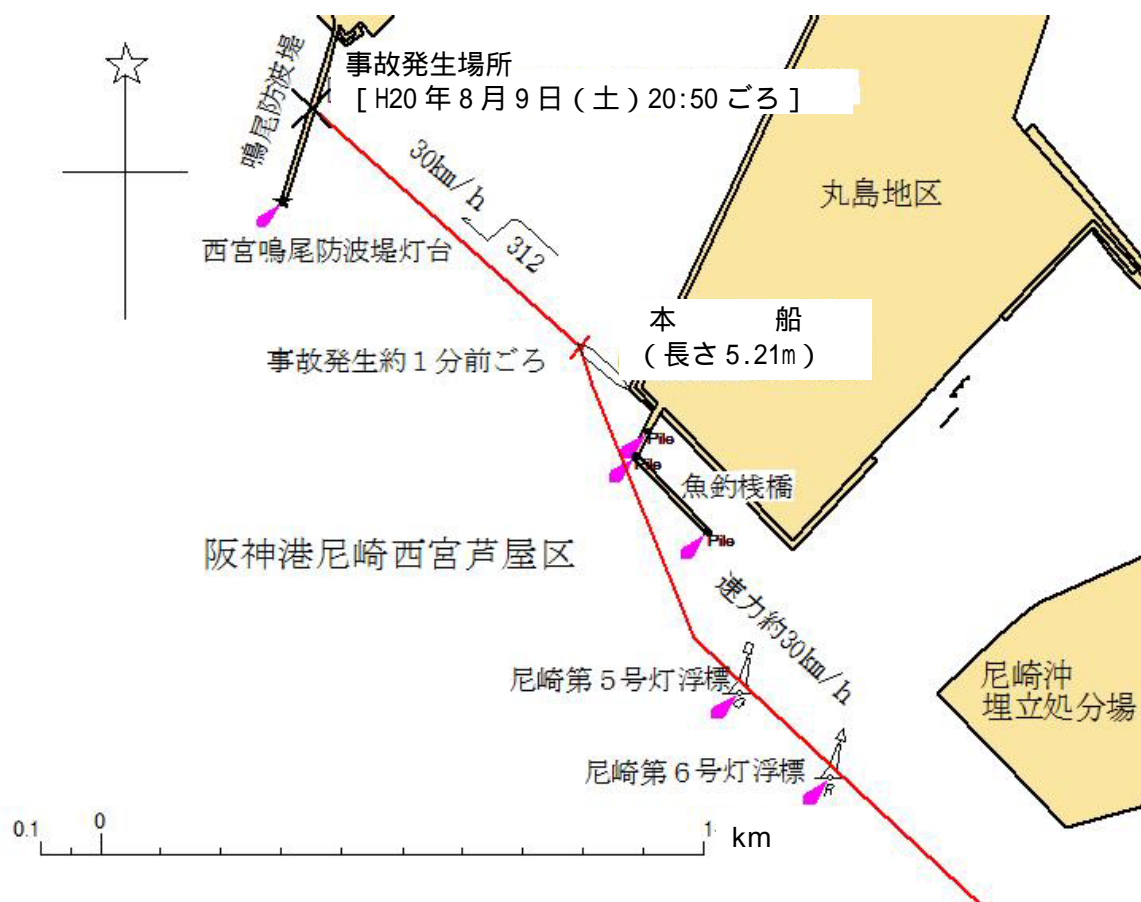 事故発生場所
[ H20 年 8 月 9 日 ( 土 ) 20:50 ごろ ]
鳴尾防波堤
30km/h
312
丸島地区
西宮鳴尾防波堤灯台
本 船
( 長さ 5.21m )
事故発生約１分前ごろ
Pile
Pile
魚釣桟橋
Pile
阪神港尼崎西宮芦屋区
速力約30km/h
尼崎第５号灯浮標
G
尼崎沖
埋立処分場
尼崎第６号灯浮標
R
0.1 0 1 km